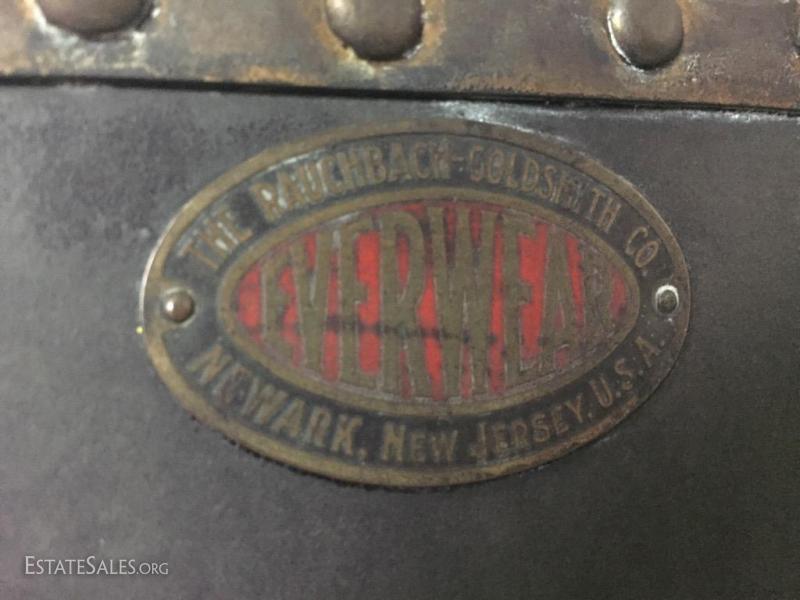 THE RAUCHBACH-GOLDSMITH CO.
EVERWEAR
NEWARK, NEW JERSEY, U.S.A.
ESTATESALES.ORG